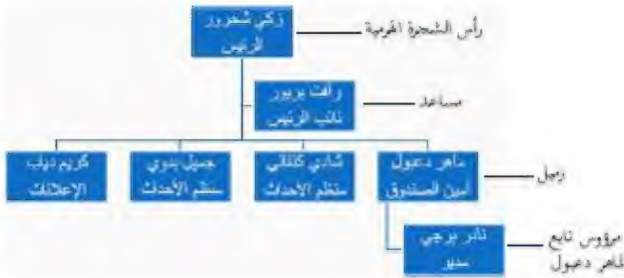 زكي شحرور
الرئيس
رأس الشجرة الهرمية
رأفت بربور
نائب الرئيس
مساعد
ماهر دعبول
أمين الصندوق
شادي كنفاني
منظم الأحداث
جميل بدوي
منظم الأحداث
كريم دياب
الإعلانات
زميل
نادر برجي
مدير
مرؤوس تابع
لماهر دعبول